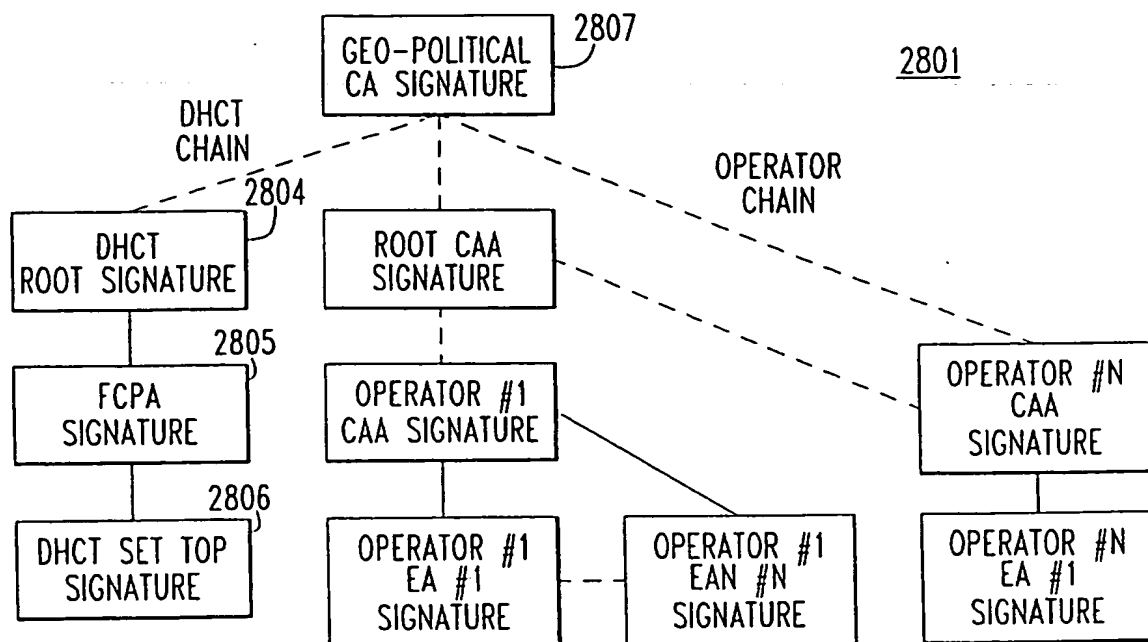 2807
GEO-POLITICAL
CA SIGNATURE
2801
DHCT
CHAIN
OPERATOR
CHAIN
2804
DHCT
ROOT SIGNATURE
ROOT CAA
SIGNATURE
2805
FCPA
SIGNATURE
OPERATOR #1
CAA SIGNATURE
OPERATOR #N
CAA
SIGNATURE
2806
DHCT SET TOP
SIGNATURE
OPERATOR #1
EA #1
SIGNATURE
OPERATOR #1
EAN #N
SIGNATURE
OPERATOR #N
EA #1
SIGNATURE